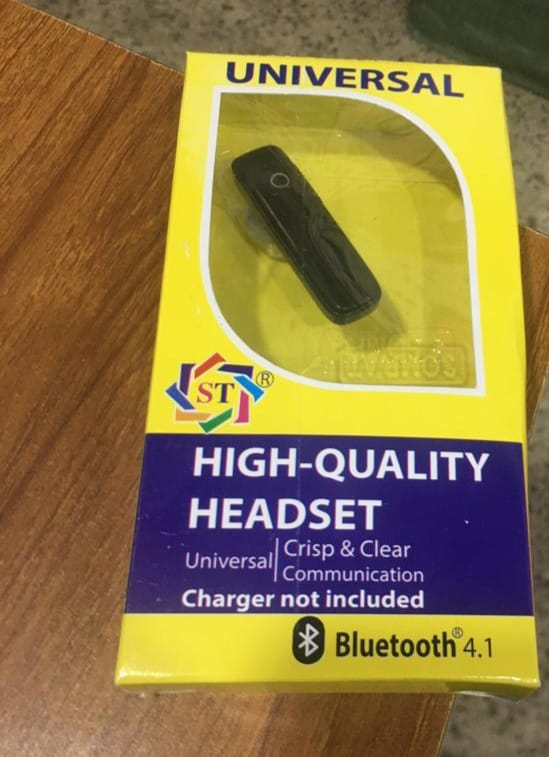 UNIVERSAL
ST®
HIGH-QUALITY
HEADSET
Universal
Crisp & Clear
Communication
Charger not included
Bluetooth® 4.1